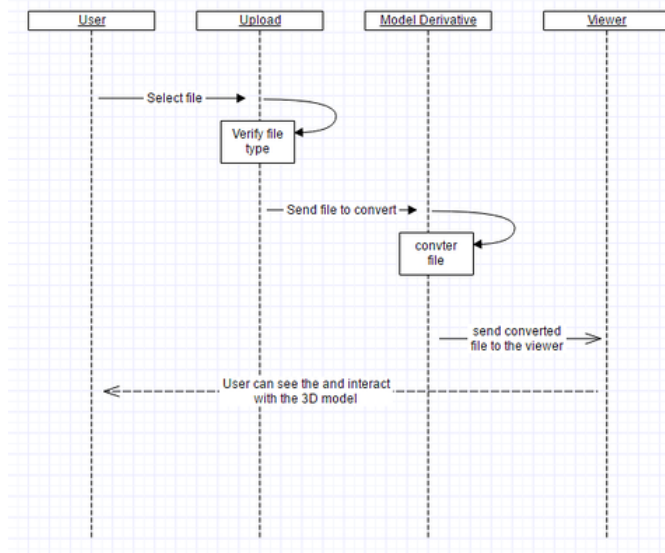 User
Upload
Model Derivative
Viewer
Select file
Verify file
type
Send file to convert
convter
file
send converted
file to the viewer
User can see the and interact
with the 3D model